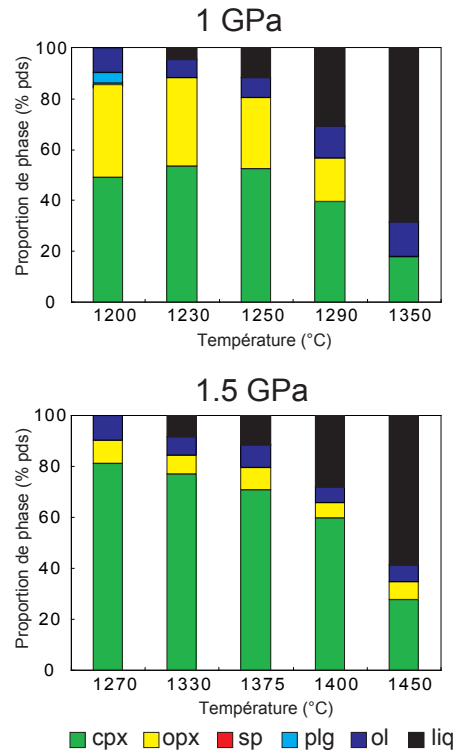 1 GPa
Proportion de phase (% pds)
100
80
60
40
20
0
1200 1230 1250 1290 1350
Température (°C)
1.5 GPa
Proportion de phase (% pds)
100
80
60
40
20
0
1270 1330 1375 1400 1450
Température (°C)
cpx opx sp plg ol liq